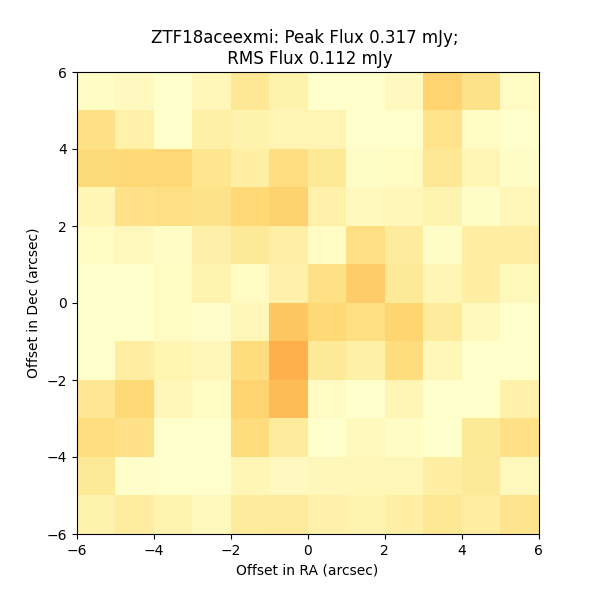 ZTF18aceexmi: Peak Flux 0.317 mJy;
RMS Flux 0.112 mJy
6
4
2
0
−2
−4
−6
Offset in Dec (arcsec)
−6 −4 −2 0 2 4 6
Offset in RA (arcsec)